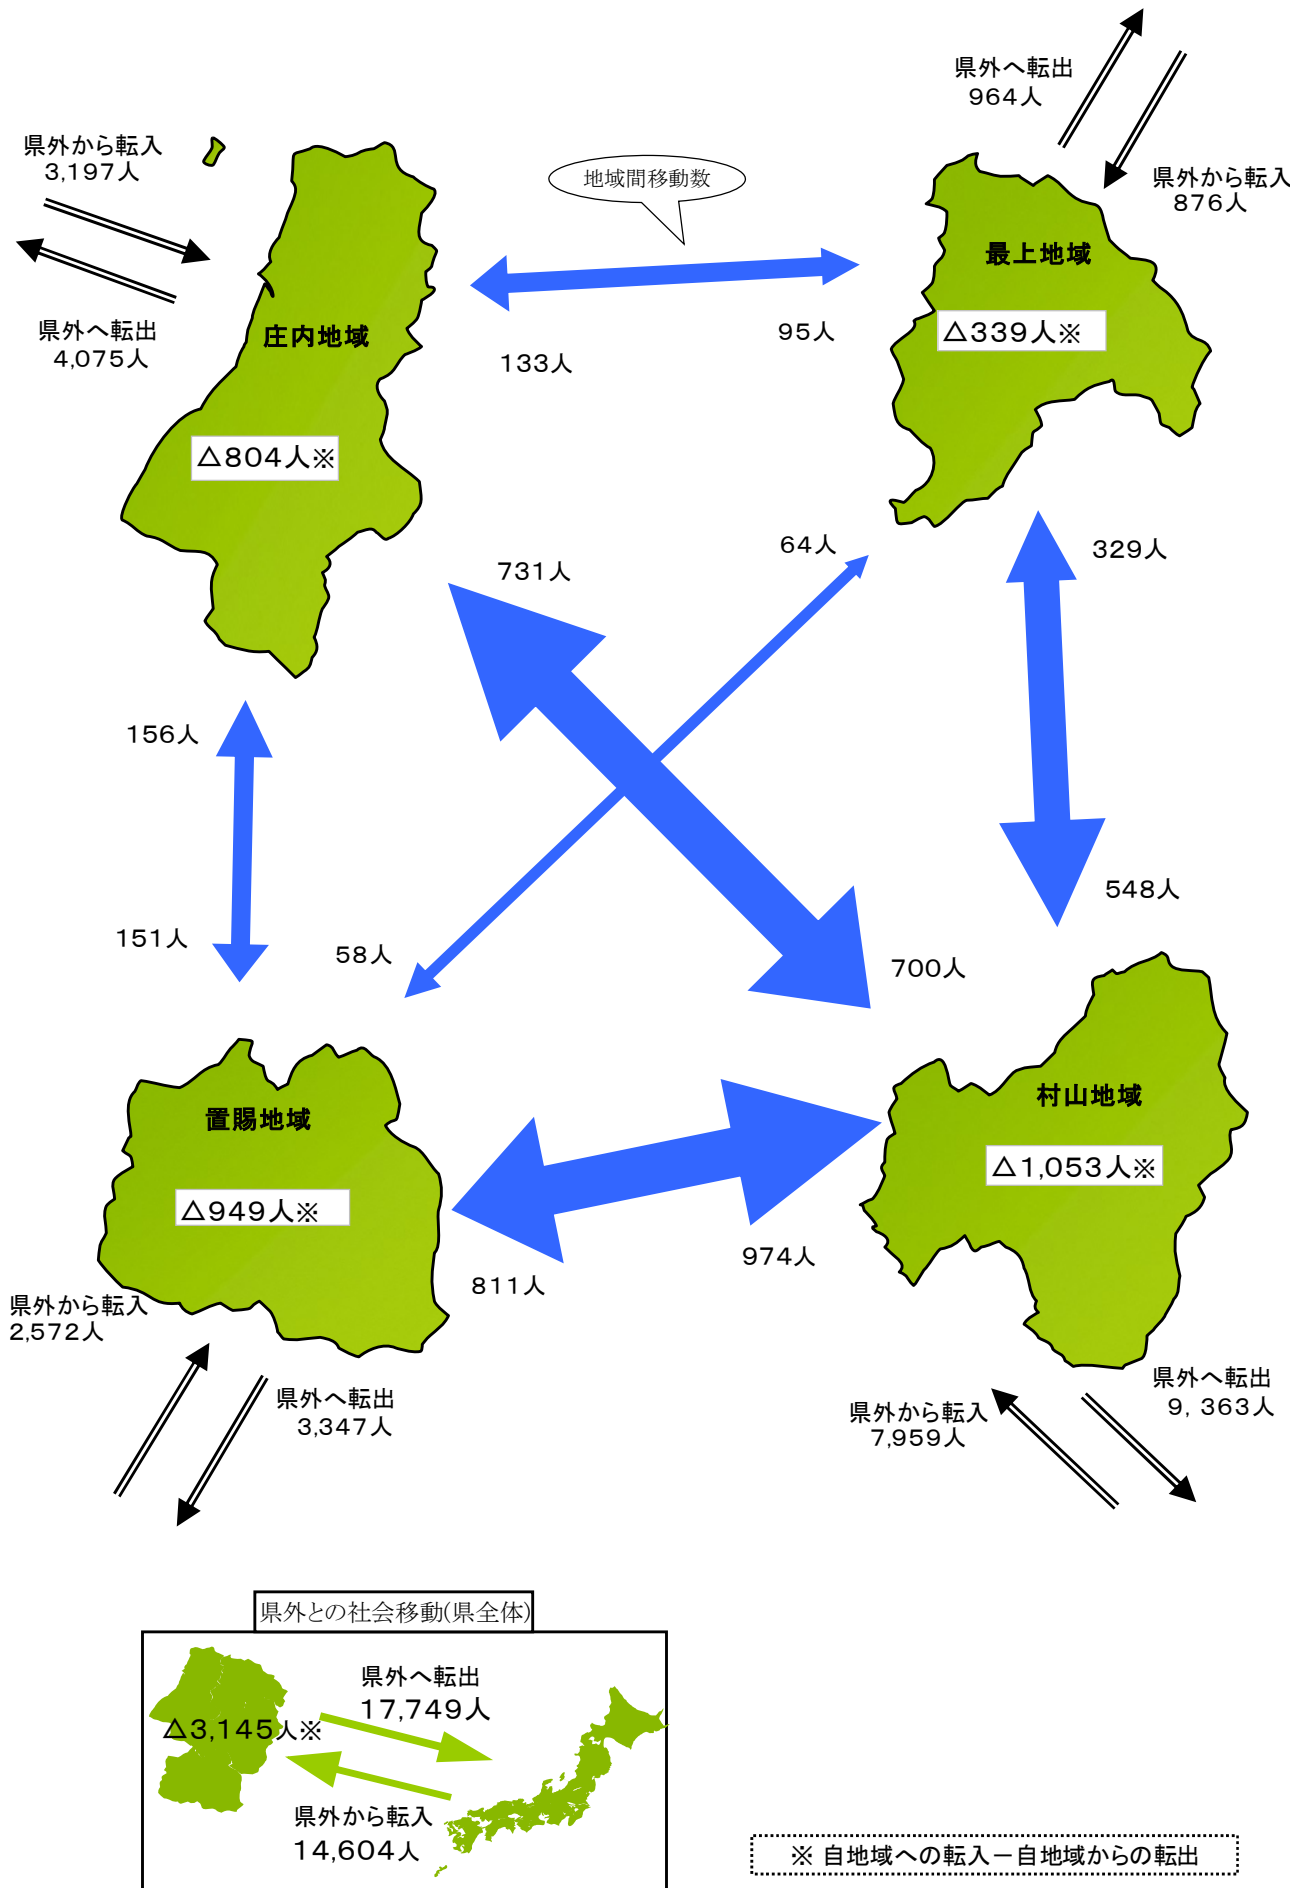 県外へ転出
964人
県外から転入
3,197人
地域間移動数
県外から転入
876人
最上地域
県外へ転出
4,075人
庄内地域
133人
95人
△339人※
△804人※
731人
64人
329人
156人
151人
58人
700人
548人
置賜地域
村山地域
△949人※
△1,053人※
811人
974人
県外から転入
2,572人
県外へ転出
3,347人
県外から転入
7,959人
県外へ転出
9,363人
県外との社会移動(県全体)
県外へ転出
17,749人
△3,145人※
県外から転入
14,604人
※ 自地域への転入－自地域からの転出